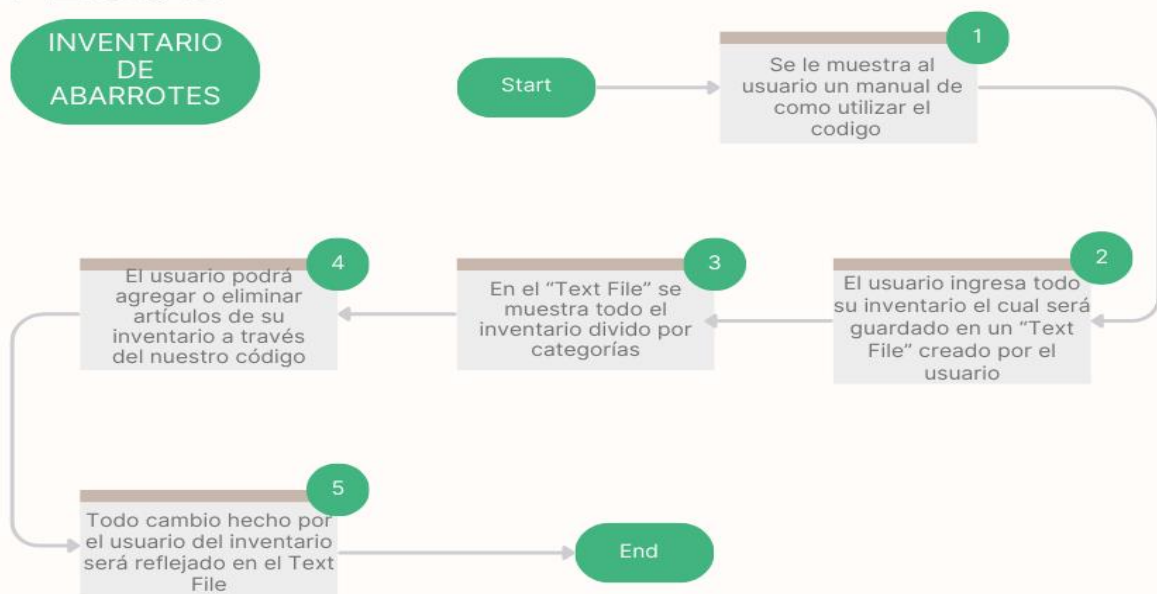 INVENTARIO
DE
ABARROTES
Start
1
Se le muestra al
usuario un manual de
como utilizar el
codigo
2
El usuario ingresa todo
su inventario el cual será
guardado en un “Text
File” creado por el
usuario
3
En el “Text File” se
muestra todo el
inventario divido por
categorías
4
El usuario podrá
agregar o eliminar
artículos de su
inventario a través
del nuestro código
5
Todo cambio hecho por
el usuario del inventario
será reflejado en el Text
File
End